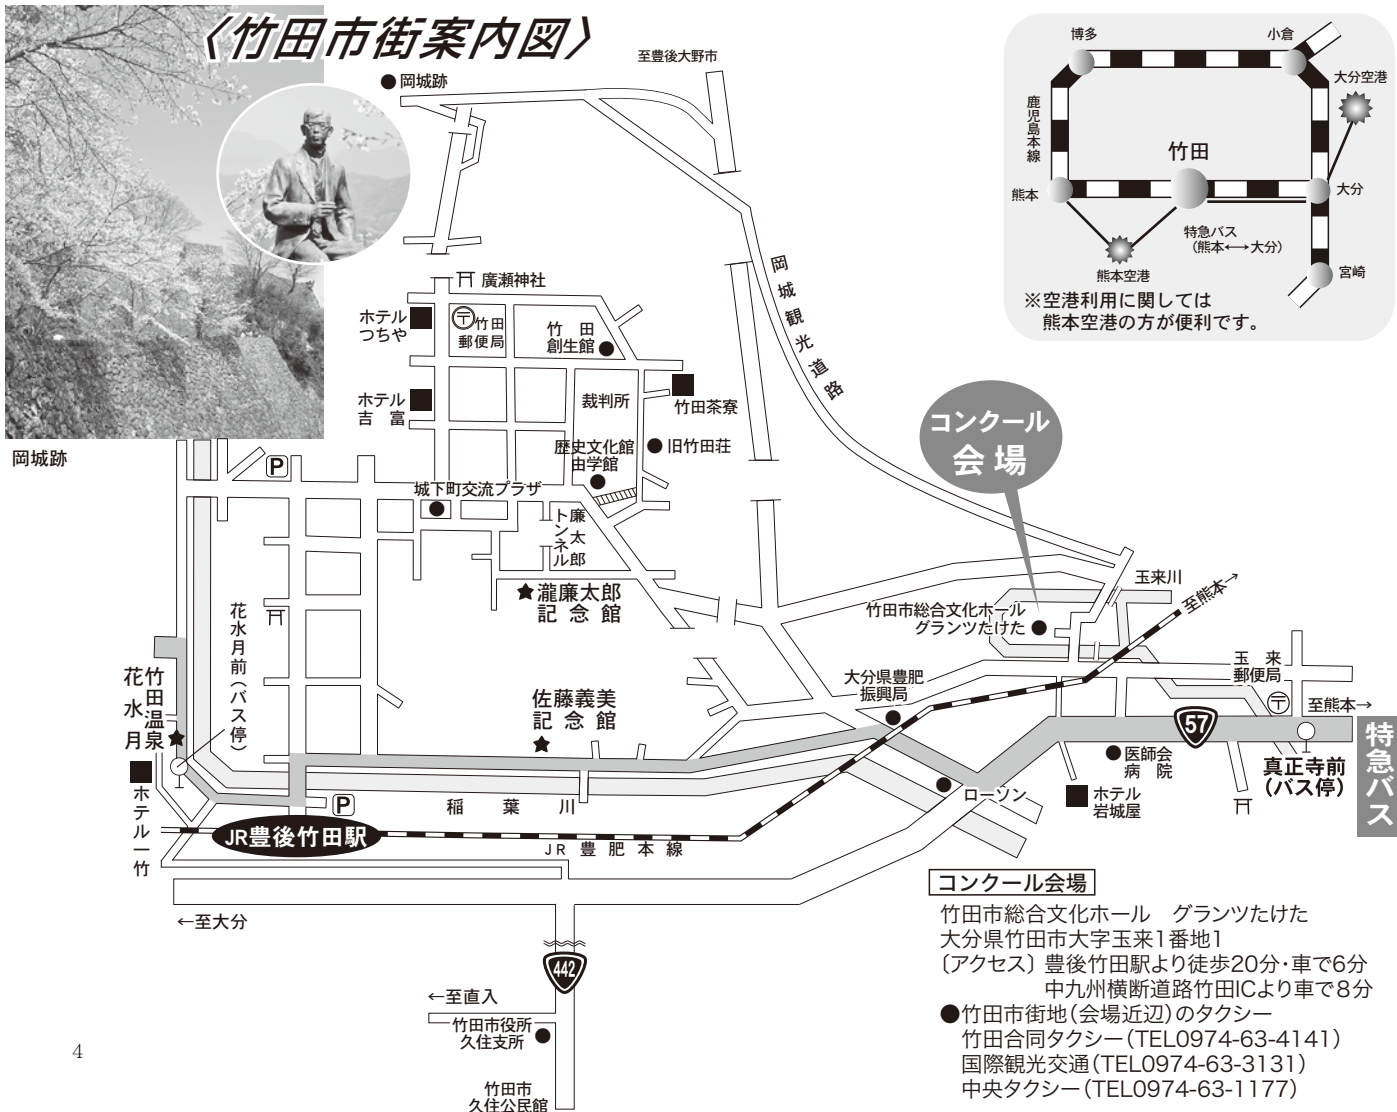 〈竹田市街案内図〉
岡城跡
●岡城跡
至豊後大野市
博多
小倉
大分空港
鹿児島本線
竹田
熊本
大分
特急バス
(熊本←→大分)
熊本空港
宮崎
※空港利用に関しては
熊本空港の方が便利です。
廣瀬神社
ホテル
つちや
〒竹田
郵便局
竹田
創生館
岡城観光道路
ホテル
吉富
裁判所
竹田茶寮
歴史文化館
由学館
旧竹田荘
P
城下町交流プラザ
廉太郎
トンネル
コンクール
会場
★瀧廉太郎
記念館
玉来川
至熊本→
竹田市総合文化ホール
グランツたけた
花水月前(バス停)
竹田温泉
花水月★
佐藤義美
記念館
★
大分県豊肥
振興局
玉来
郵便局
〒
至熊本→
57
特急バス
医師会
病院
真正寺前
(バス停)
ホテル一竹
P
稲葉川
ローソン
ホテル
岩城屋
JR豊後竹田駅
JR豊肥本線
←至大分
442
←至直入
竹田市役所
久住支所
竹田市
久住公民館
コンクール会場
竹田市総合文化ホール　グランツたけた
大分県竹田市大字玉来1番地1
〔アクセス〕豊後竹田駅より徒歩20分・車で6分
中九州横断道路竹田ICより車で8分
●竹田市街地(会場近辺)のタクシー
竹田合同タクシー(TEL0974-63-4141)
国際観光交通(TEL0974-63-3131)
中央タクシー(TEL0974-63-1177)
4